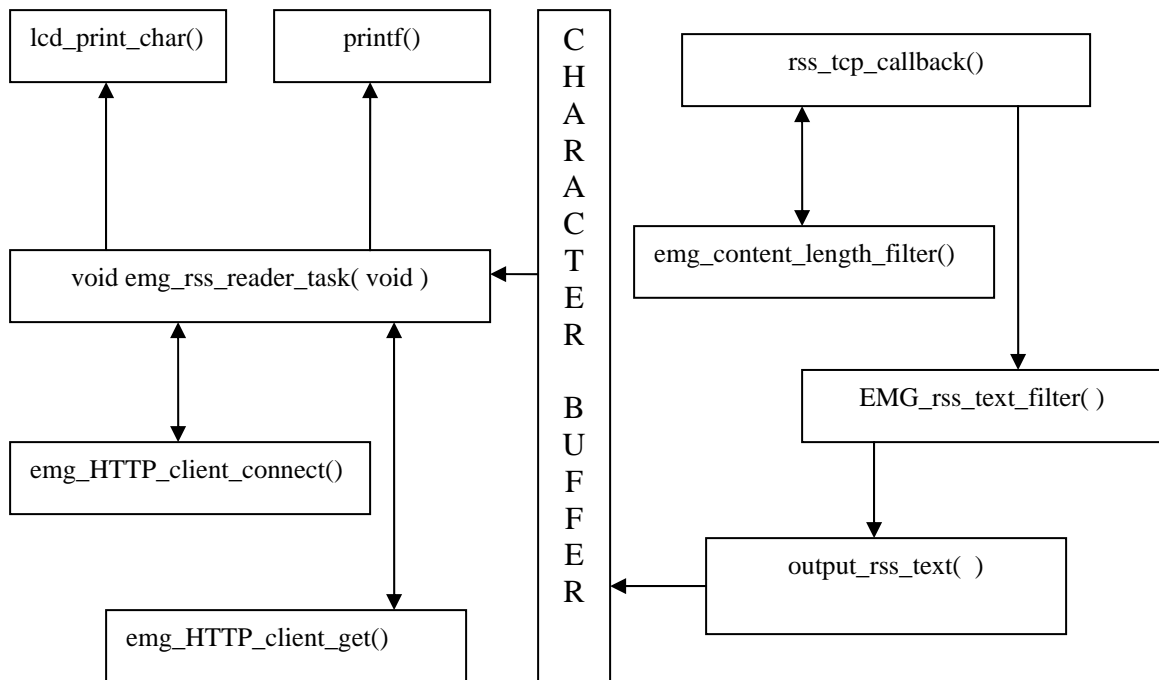 lcd_print_char()
printf()
void emg_rss_reader_task( void )
emg_HTTP_client_connect()
emg_HTTP_client_get()
C
H
A
R
A
C
T
E
R
B
U
F
F
E
R
rss_tcp_callback()
emg_content_length_filter()
EMG_rss_text_filter( )
output_rss_text(  )